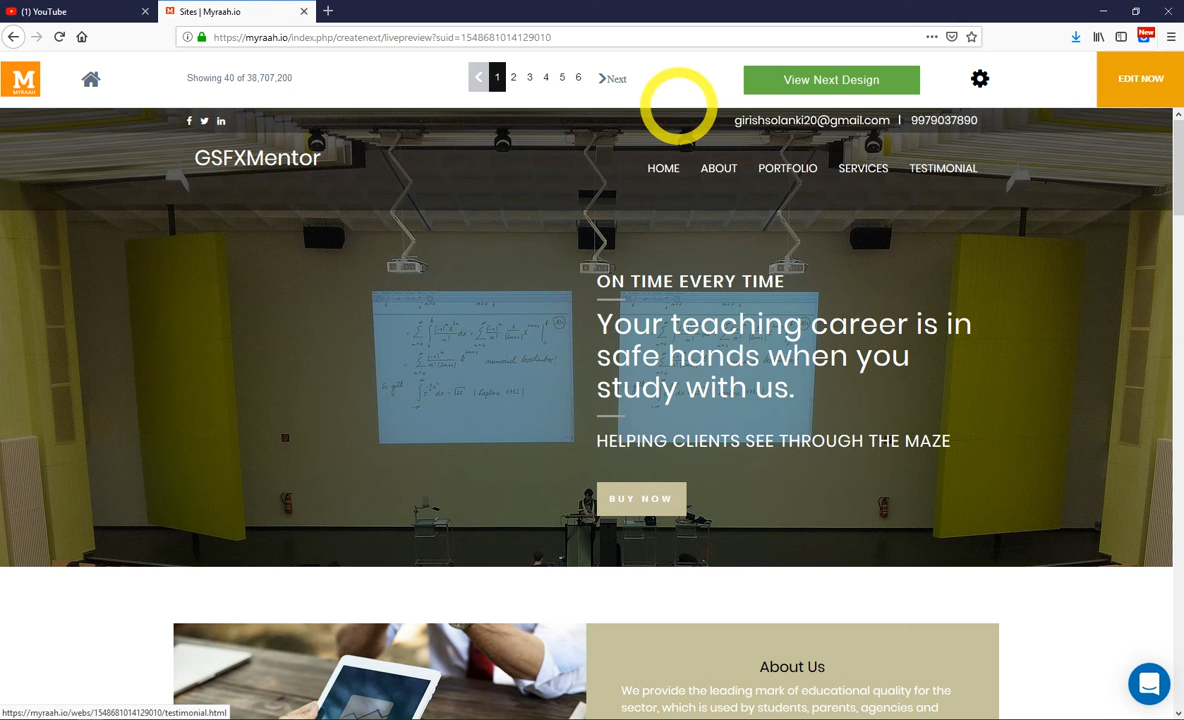 (1) YouTube
Sites | Myraah.io
https://myraah.io/index.php/createnext/livepreview?suid=1548681014129010
New
M
MYRAAH
Showing 40 of 38,707,200
1 2 3 4 5 6 Next
View Next Design
EDIT NOW
girishsolanki20@gmail.com | 9979037890
GSFXMentor
HOME ABOUT PORTFOLIO SERVICES TESTIMONIAL
ON TIME EVERY TIME
Your teaching career is in
safe hands when you
study with us.
HELPING CLIENTS SEE THROUGH THE MAZE
BUY NOW
About Us
We provide the leading mark of educational quality for the
sector, which is used by students, parents, agencies and
https://myraah.io/webs/1548681014129010/testimonial.html